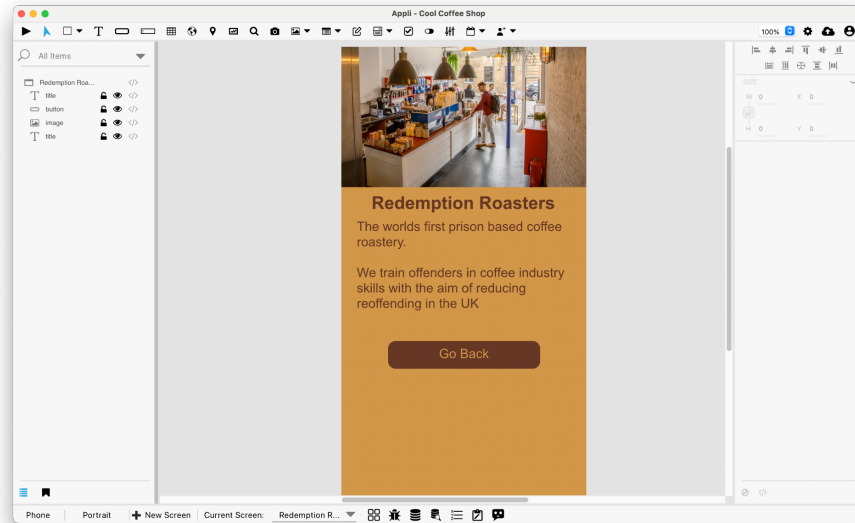 Appli - Cool Coffee Shop
T
100%
All Items
Redemption Roa...
</>
T title </>
button </>
image </>
T title </>
Redemption Roasters
The worlds first prison based coffee
roastery.
We train offenders in coffee industry
skills with the aim of reducing
reoffending in the UK
Go Back
SIZE
W 0 X 0
H 0 Y 0
</>
Phone Portrait New Screen Current Screen: Redemption R...